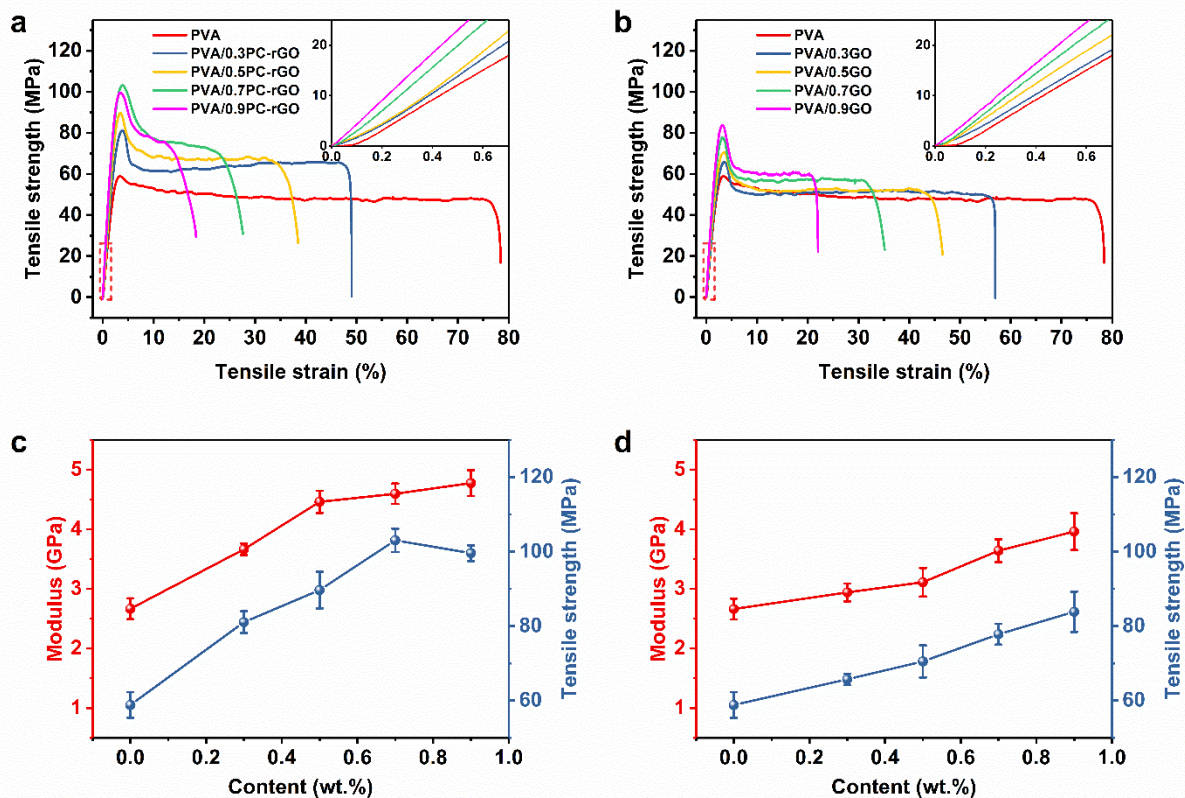 a
PVA
PVA/0.3PC-rGO
PVA/0.5PC-rGO
PVA/0.7PC-rGO
PVA/0.9PC-rGO
Tensile strength (MPa)
120
100
80
60
40
20
0
0 10 20 30 40 50 60 70 80
Tensile strain (%)
20
10
0
0.0 0.2 0.4 0.6
b
PVA
PVA/0.3GO
PVA/0.5GO
PVA/0.7GO
PVA/0.9GO
Tensile strength (MPa)
120
100
80
60
40
20
0
0 10 20 30 40 50 60 70 80
Tensile strain (%)
20
10
0
0.0 0.2 0.4 0.6
c
Modulus (GPa)
5
4
3
2
1
Tensile strength (MPa)
120
100
80
60
0.0 0.2 0.4 0.6 0.8 1.0
Content (wt.%)
d
Modulus (GPa)
5
4
3
2
1
Tensile strength (MPa)
120
100
80
60
0.0 0.2 0.4 0.6 0.8 1.0
Content (wt.%)